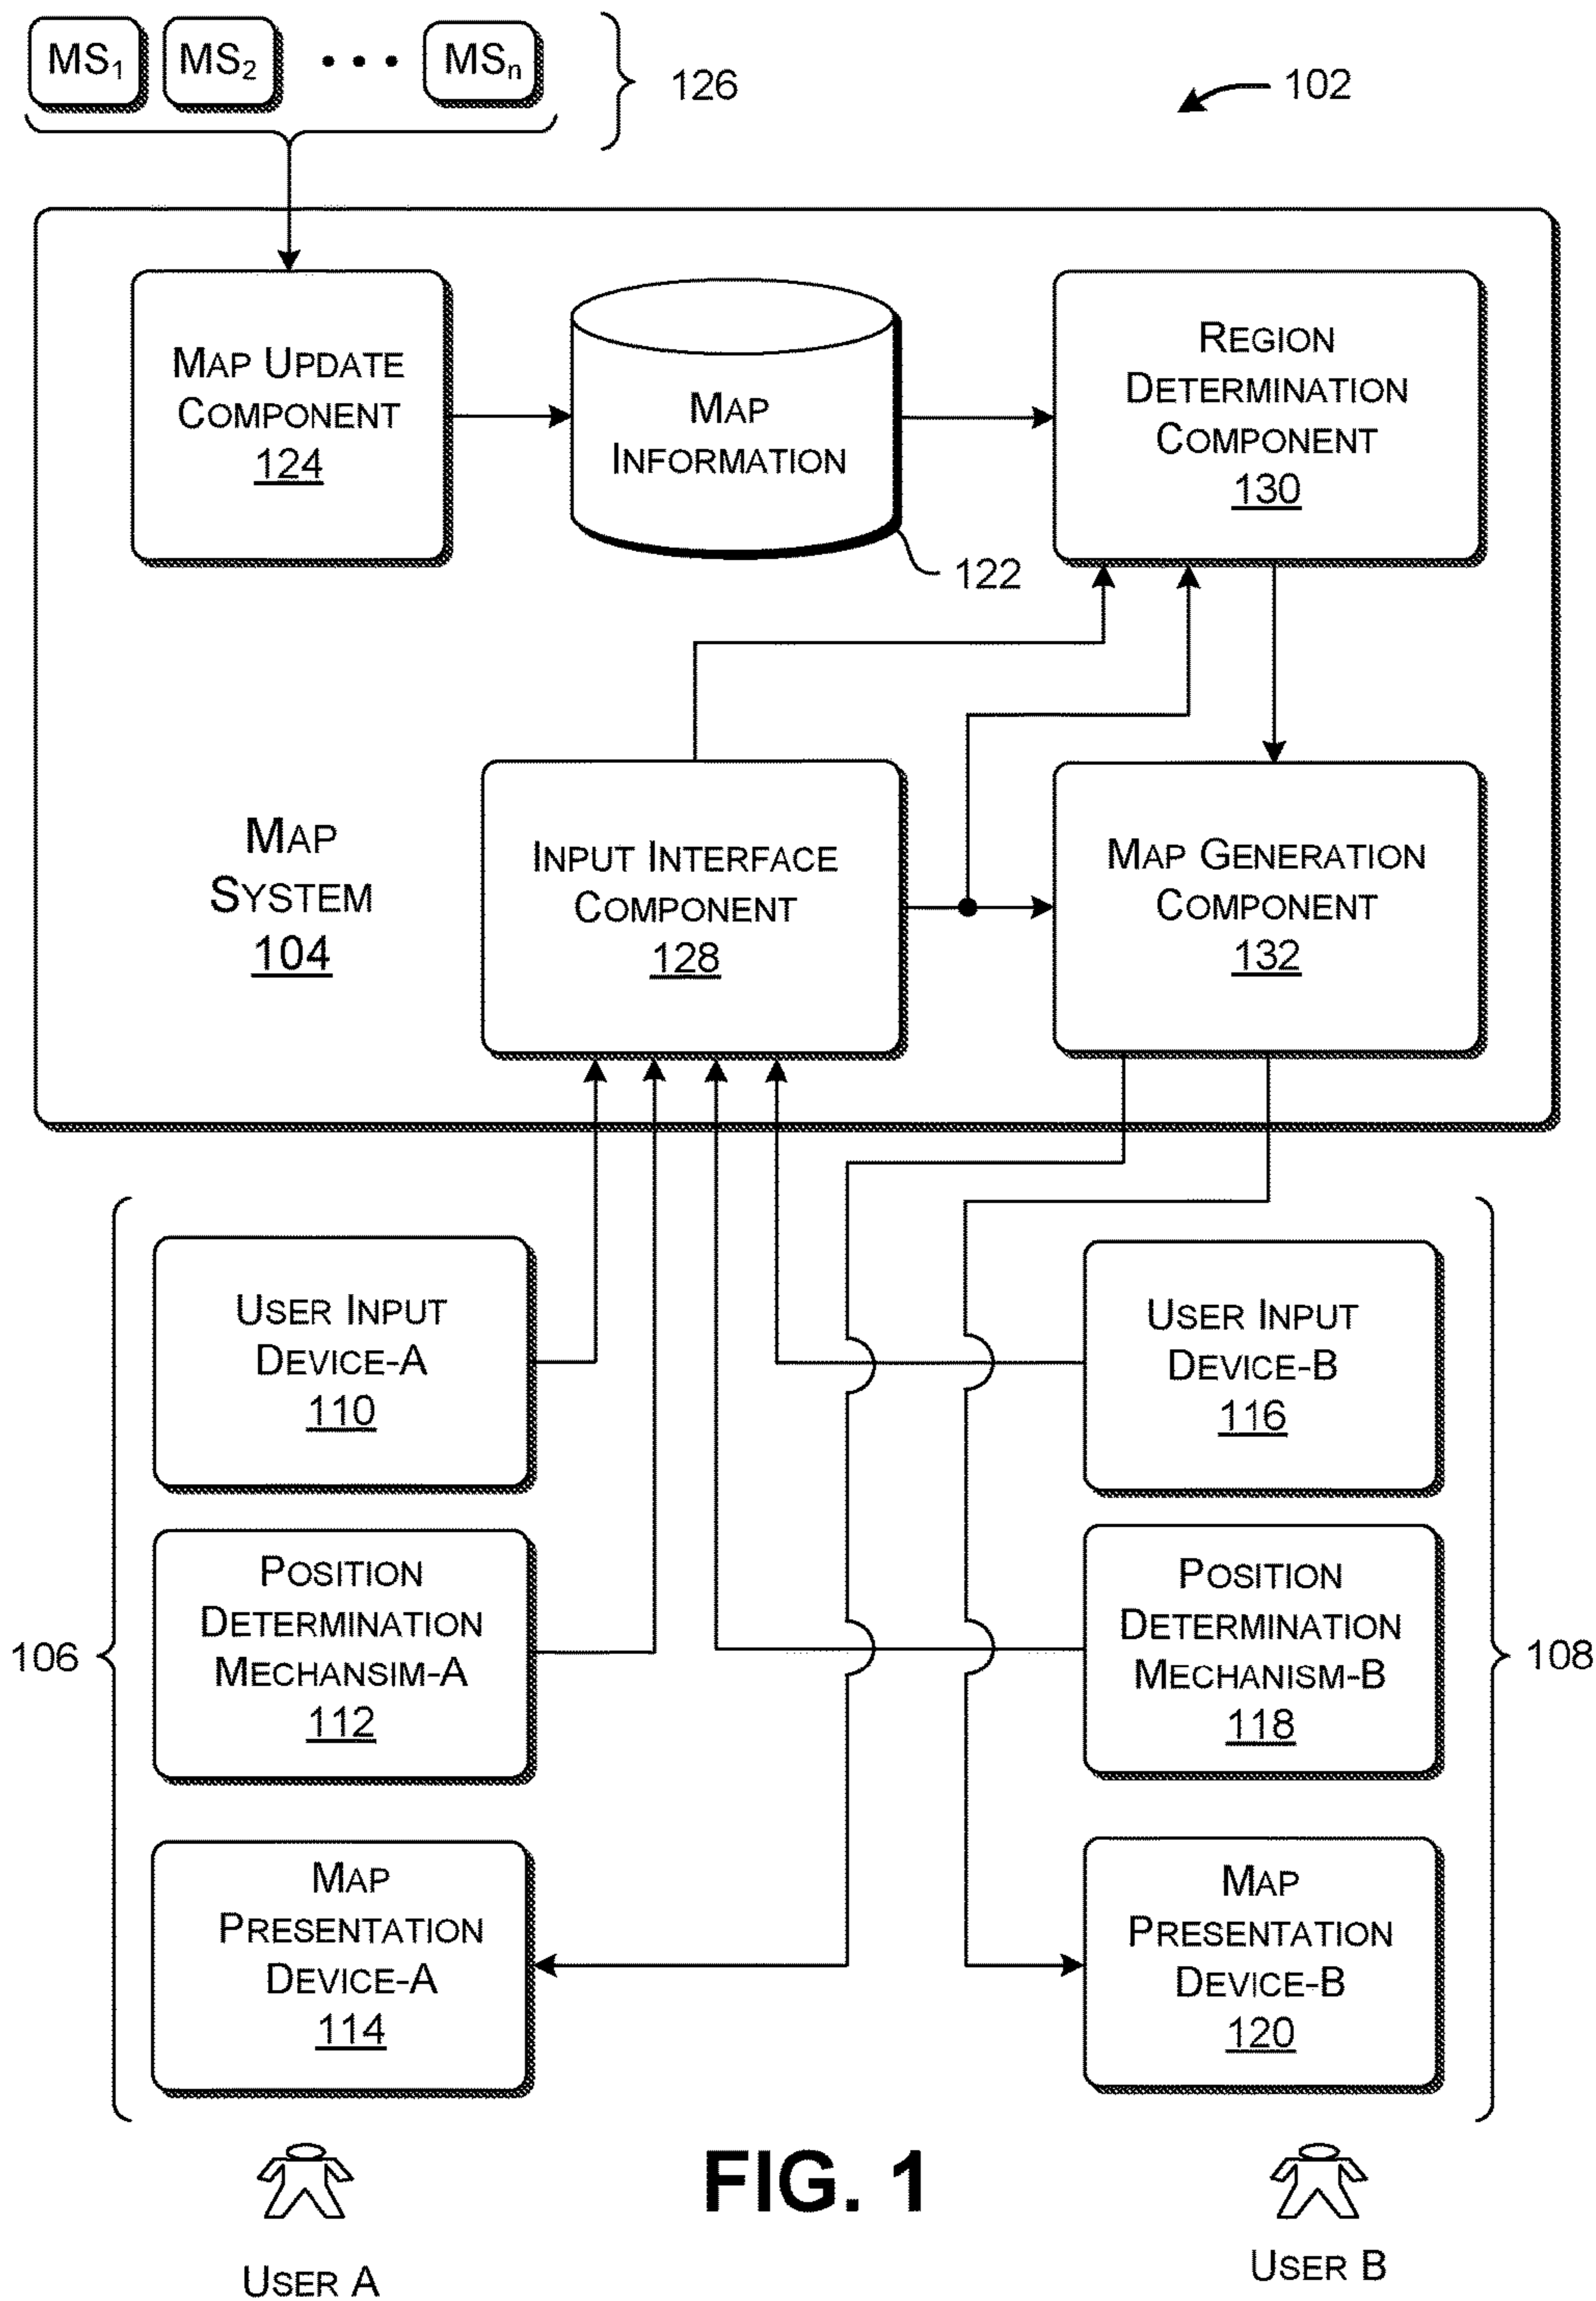 MS1 MS2 • • • MSn 126
102
MAP UPDATE
COMPONENT
124
MAP
INFORMATION
122
REGION
DETERMINATION
COMPONENT
130
MAP
SYSTEM
104
INPUT INTERFACE
COMPONENT
128
MAP GENERATION
COMPONENT
132
106
USER INPUT
DEVICE-A
110
POSITION
DETERMINATION
MECHANSIM-A
112
MAP
PRESENTATION
DEVICE-A
114
USER INPUT
DEVICE-B
116
POSITION
DETERMINATION
MECHANISM-B
118
MAP
PRESENTATION
DEVICE-B
120
108
USER A
FIG. 1
USER B